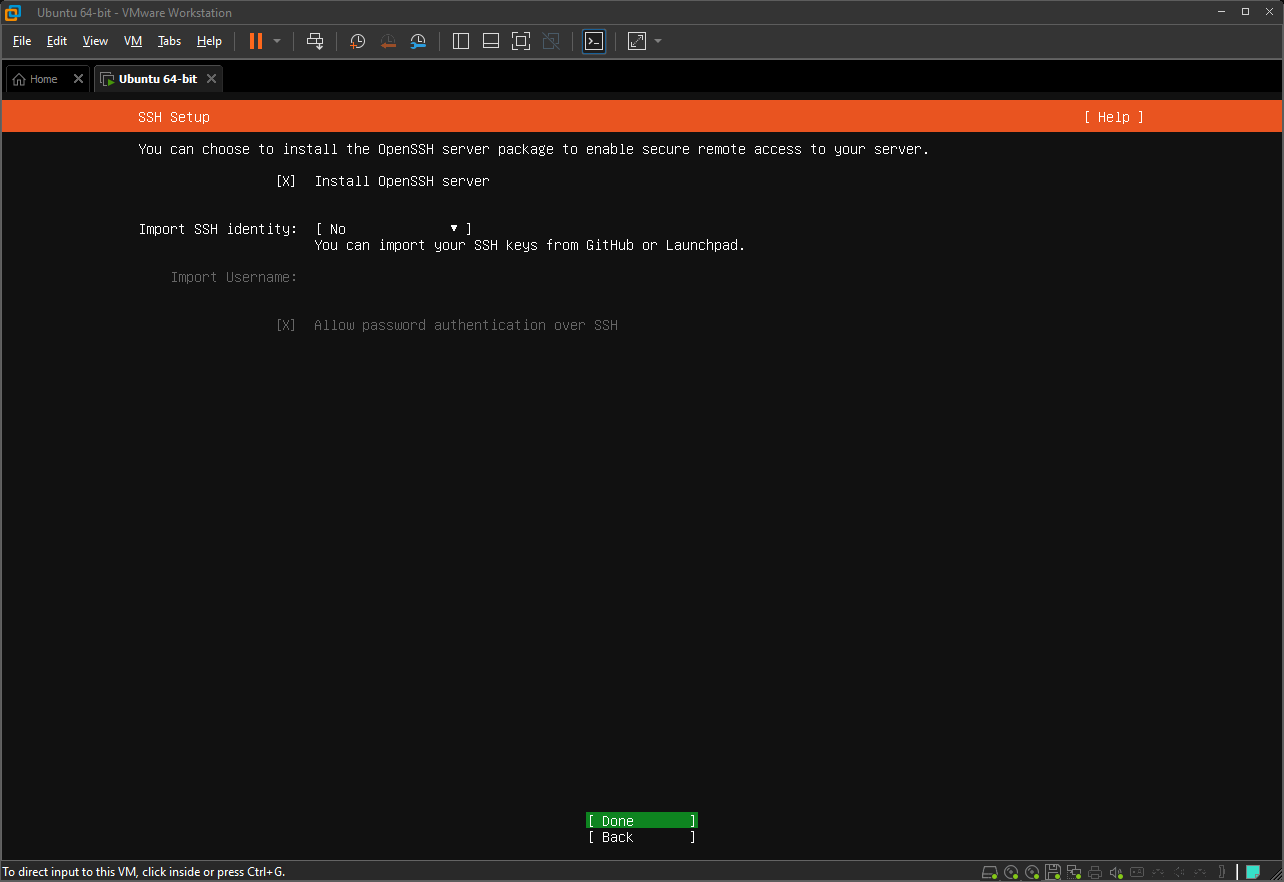 Ubuntu 64-bit - VMware Workstation
File Edit View VM Tabs Help
Home Ubuntu 64-bit
SSH Setup [ Help ]
You can choose to install the OpenSSH server package to enable secure remote access to your server.
[X] Install OpenSSH server
Import SSH identity: [ No ▼ ]
You can import your SSH keys from GitHub or Launchpad.
Import Username:
[X] Allow password authentication over SSH
[ Done ]
[ Back ]
To direct input to this VM, click inside or press Ctrl+G.